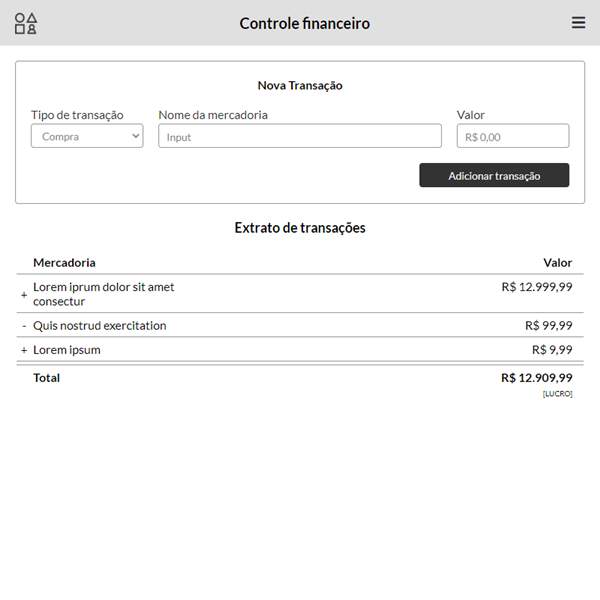 Controle financeiro
Nova Transação
Tipo de transação Nome da mercadoria Valor
Compra Input R$ 0,00
Adicionar transação
Extrato de transações
Mercadoria Valor
+ Lorem iprum dolor sit amet R$ 12.999,99
consectur
- Quis nostrud exercitation R$ 99,99
+ Lorem ipsum R$ 9,99
Total R$ 12.909,99
[LUCRO]